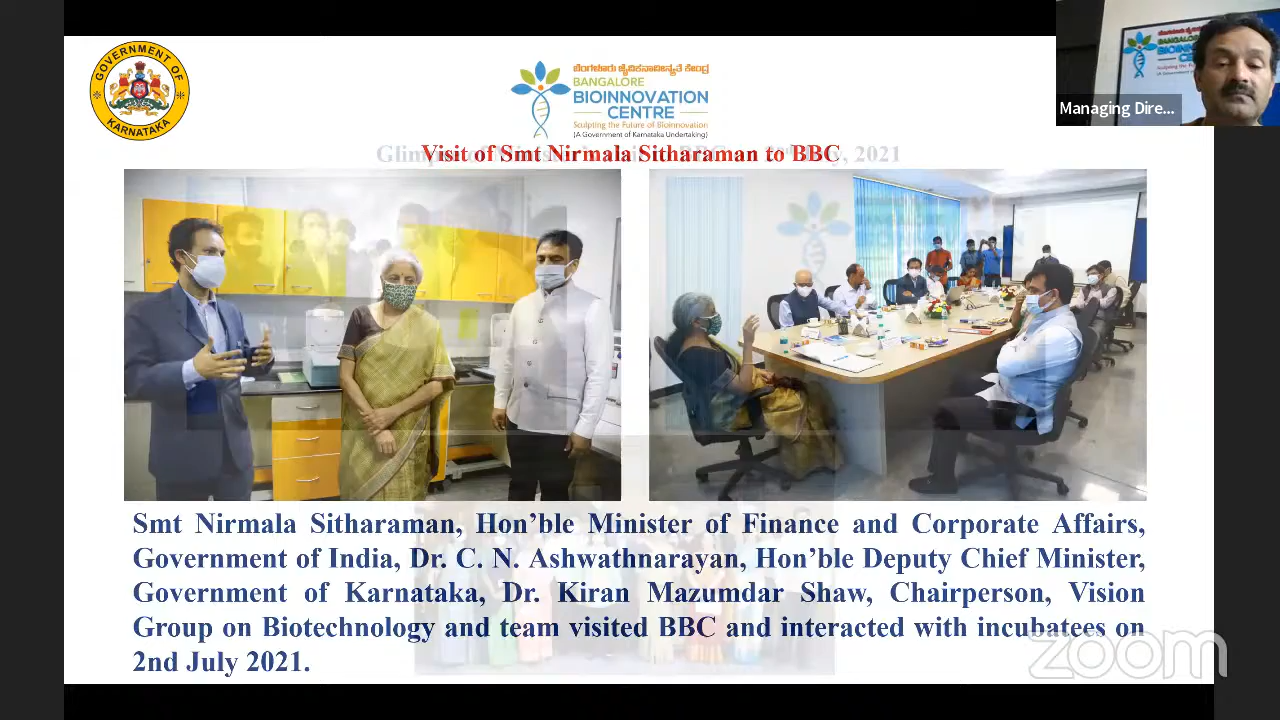 GOVERNMENT OF
KARNATAKA
ಬೆಂಗಳೂರು ಜೈವಿಕನಾವೀನ್ಯತೆ ಕೇಂದ್ರ
BANGALORE
BIOINNOVATION
CENTRE
Sculpting the Future of Bioinnovation
(A Government of Karnataka Undertaking)
Managing Dire...
Visit of Smt Nirmala Sitharaman to BBC
Smt Nirmala Sitharaman, Hon’ble Minister of Finance and Corporate Affairs,
Government of India, Dr. C. N. Ashwathnarayan, Hon’ble Deputy Chief Minister,
Government of Karnataka, Dr. Kiran Mazumdar Shaw, Chairperson, Vision
Group on Biotechnology and team visited BBC and interacted with incubatees on
2nd July 2021.
zoom